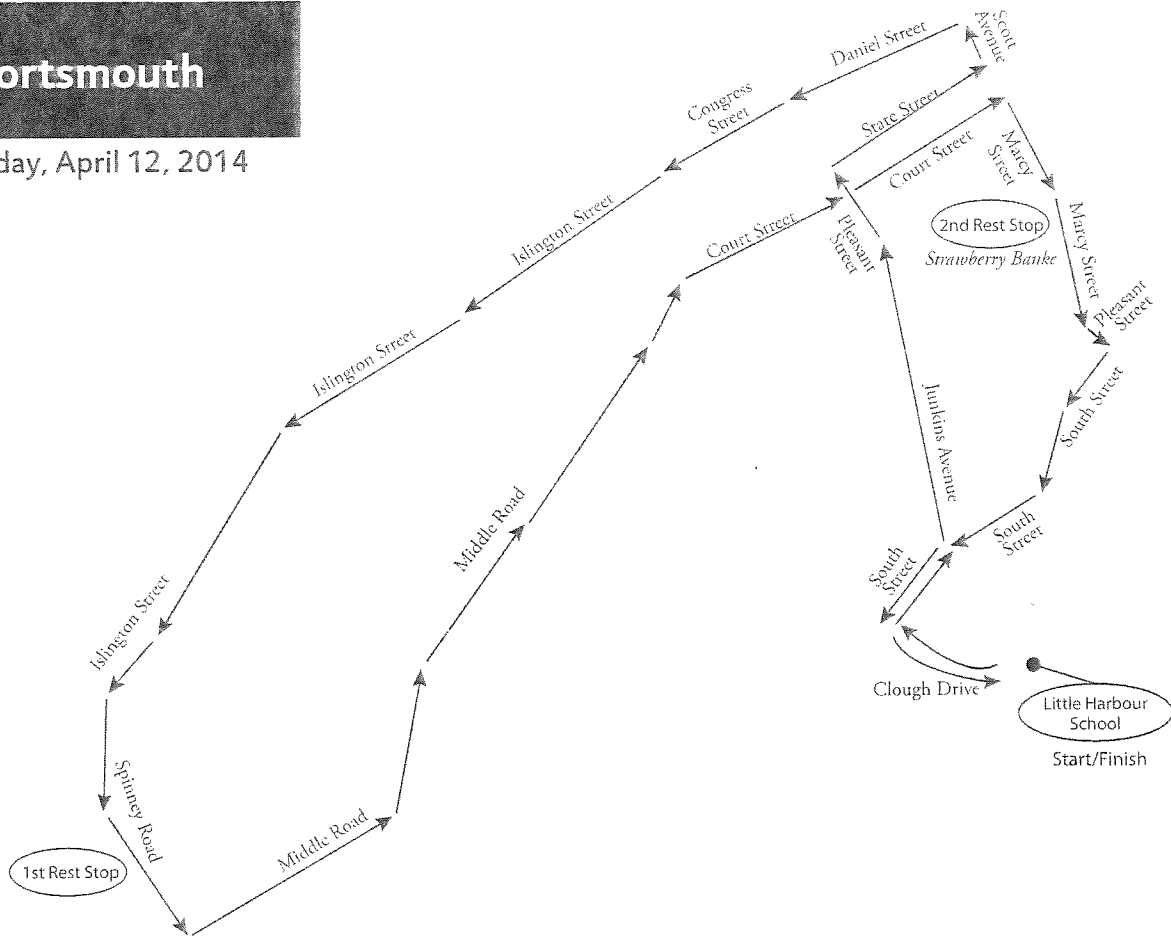 ortsmouth
day, April 12, 2014
Scott
Avenue
Daniel Street
Congress
Street
State Street
Court Street
Marcy
Street
Islington Street
Court Street
Pleasant
Street
2nd Rest Stop
Strawberry Banke
Marcy Street
Pleasant
Street
Islington Street
Junkins Avenue
South Street
Middle Road
South
Street
South
Street
Islington Street
Clough Drive
Little Harbour
School
Start/Finish
Spinney Road
Middle Road
1st Rest Stop